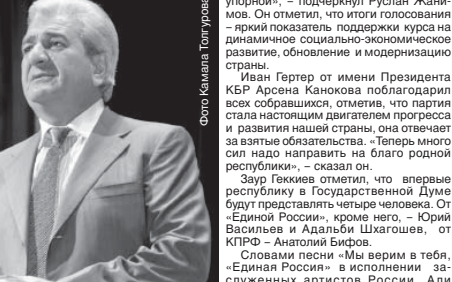 Фото Камала Толгурова
упорной», – подчеркнул Руслан Жани-
мов. Он отметил, что итоги голосования
– яркий показатель поддержки курса на
динамичное социально-экономическое
развитие, обновление и модернизацию
страны.
Иван Гертер от имени Президента
КБР Арсена Канокова поблагодарил
всех собравшихся, отметив, что партия
стала настоящим двигателем прогресса
и развития нашей страны, она отвечает
за взятые обязательства. «Теперь много
сил надо направить на благо родной
республики», – сказал он.
Заур Геккиев отметил, что впервые
республику в Государственной Думе
будут представлять четыре человека. От
«Единой России», кроме него, – Юрий
Васильев и Адальби Шхагошев, от
КПРФ – Анатолий Бифов.
Словами песни «Мы верим в тебя,
«Единая Россия» в исполнении за-
служенных артистов России Али